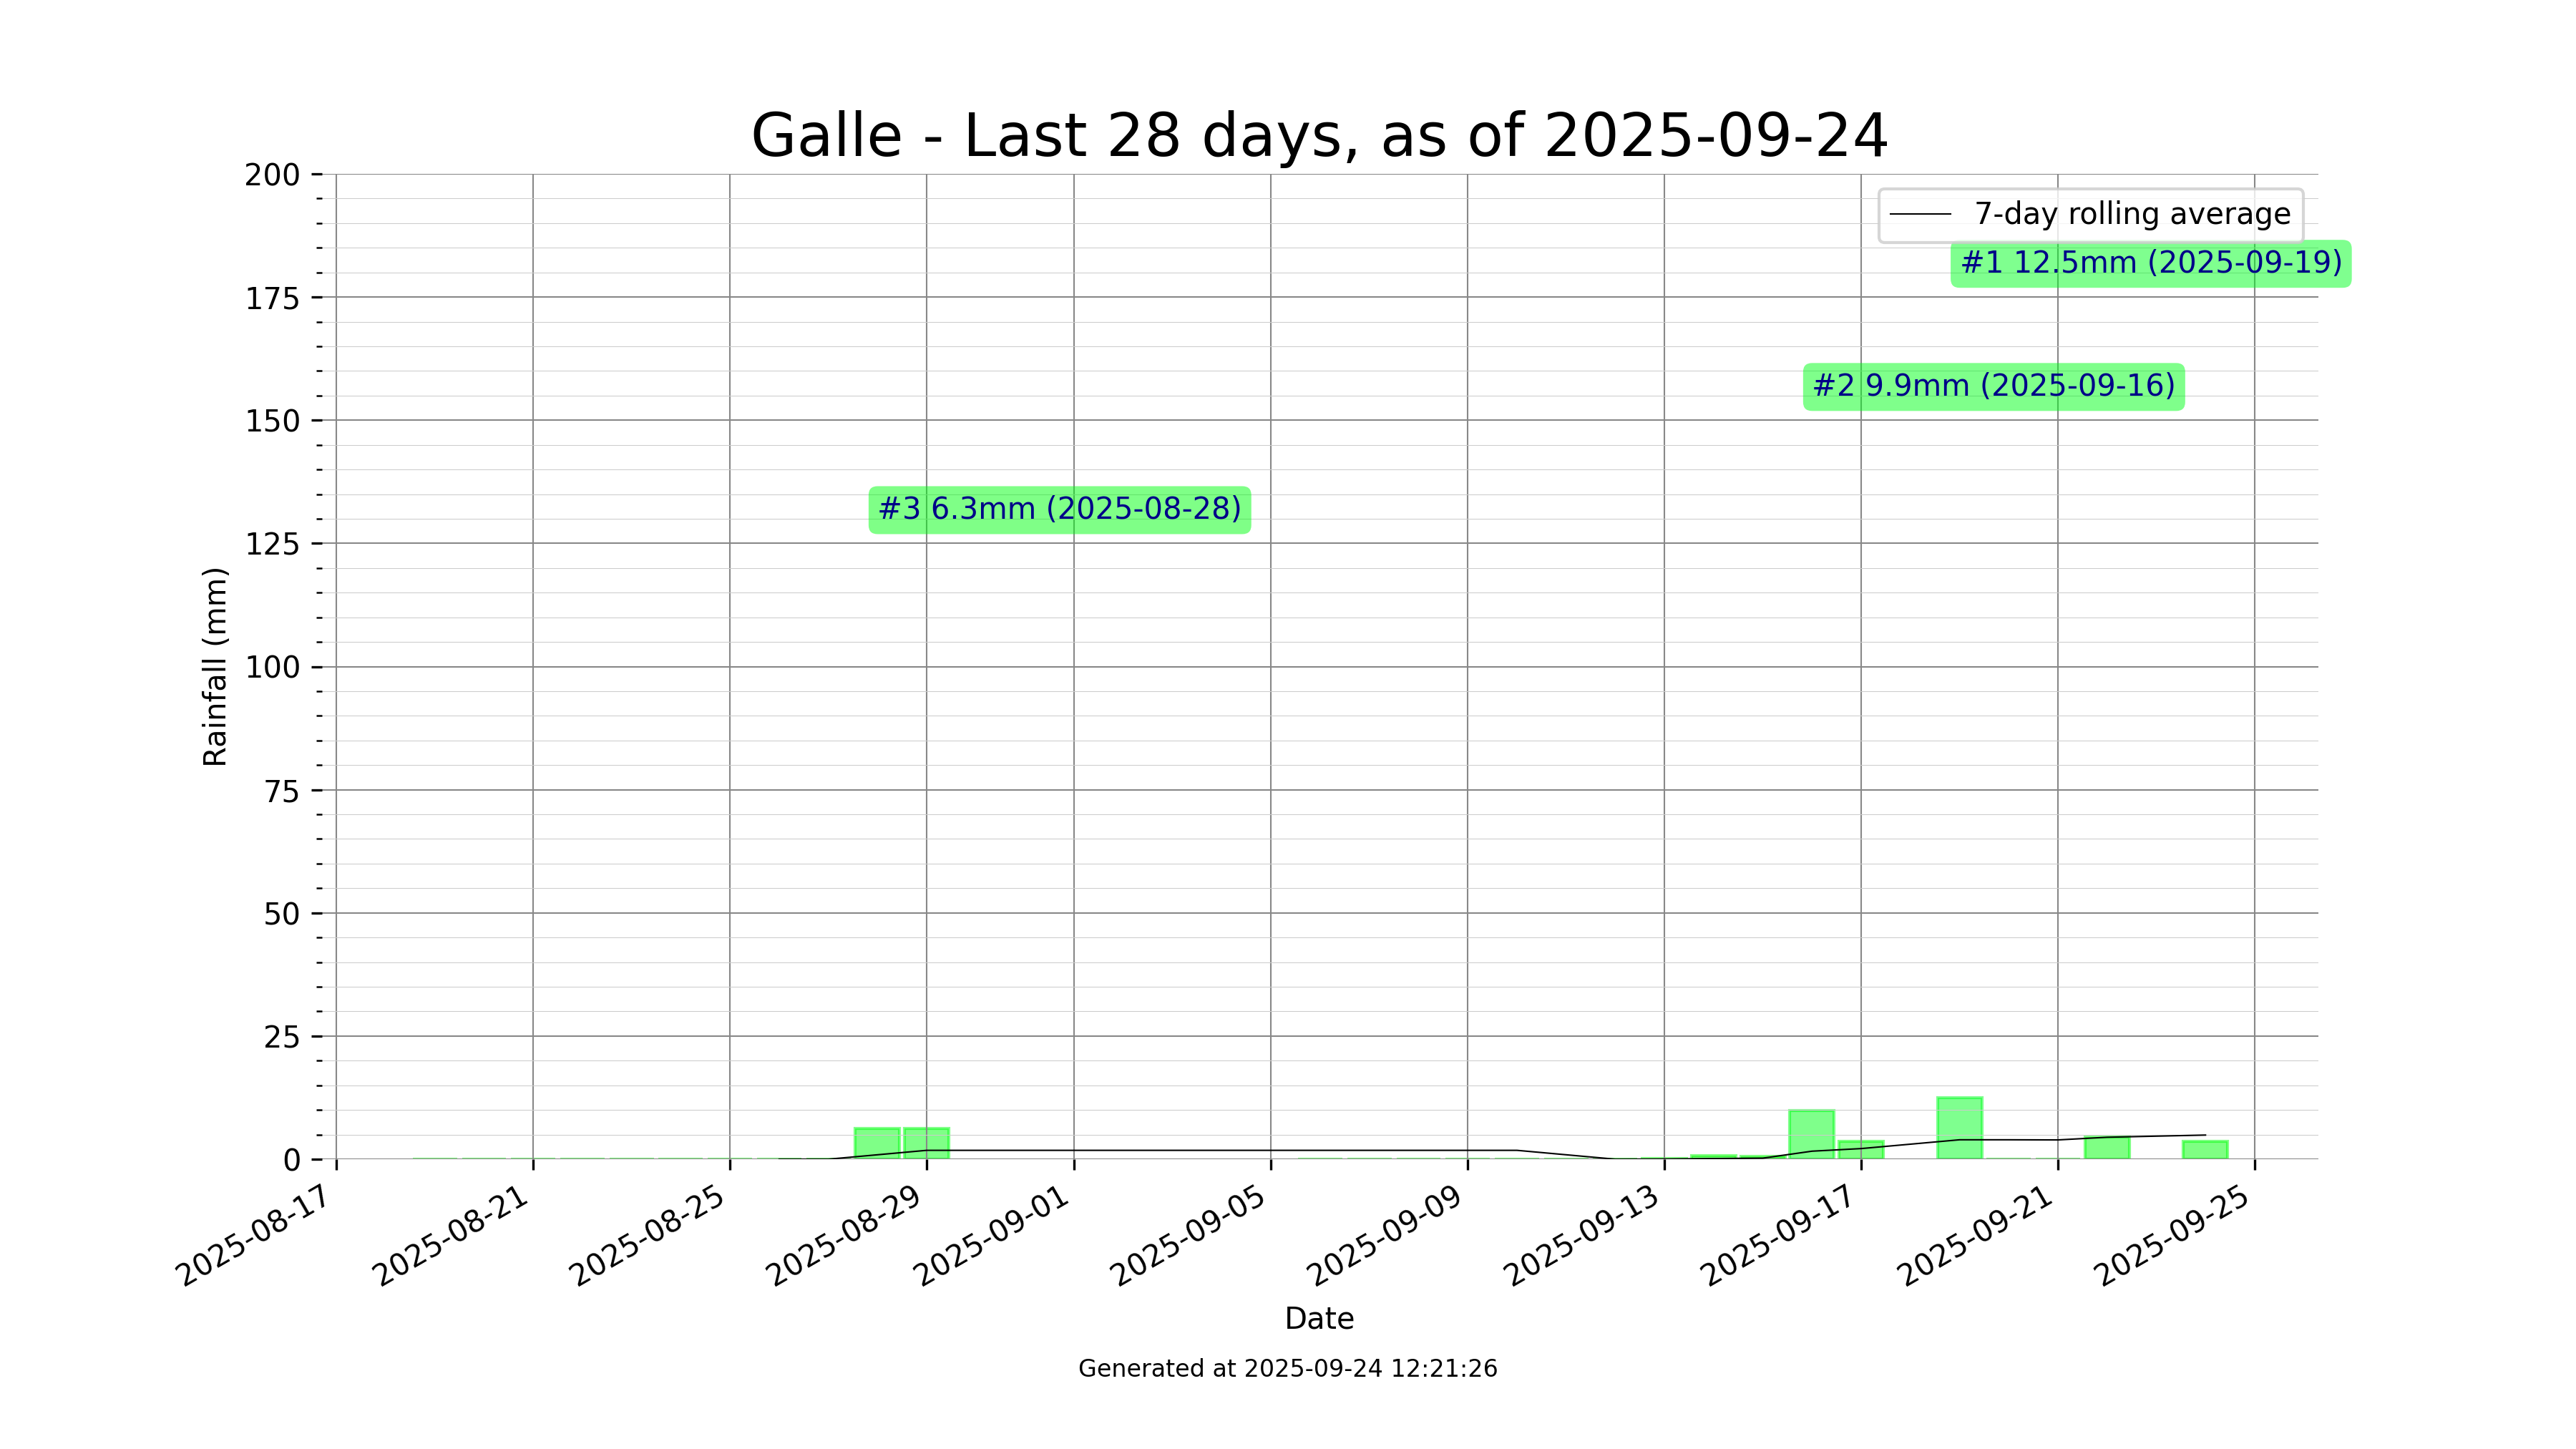 Galle - Last 28 days, as of 2025-09-24
200
175
150
125
100
75
50
25
0
Rainfall (mm)
7-day rolling average
#1 12.5mm (2025-09-19)
#2 9.9mm (2025-09-16)
#3 6.3mm (2025-08-28)
2025-08-17
2025-08-21
2025-08-25
2025-08-29
2025-09-01
2025-09-05
2025-09-09
2025-09-13
2025-09-17
2025-09-21
2025-09-25
Date
Generated at 2025-09-24 12:21:26